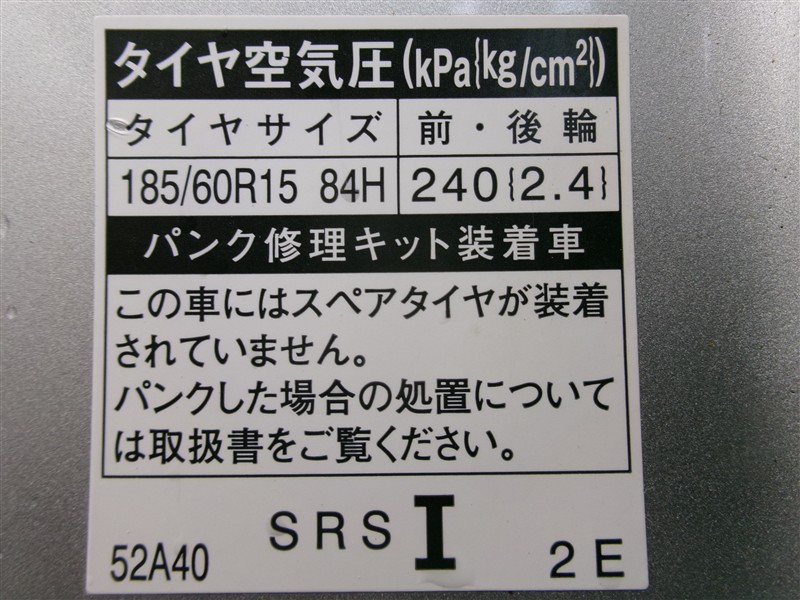 タイヤ空気圧(kPa{kg/cm²})
タイヤサイズ 前・後輪
185/60R15 84H 240{2.4}
パンク修理キット装着車
この車にはスペアタイヤが装着
されていません。
パンクした場合の処置について
は取扱書をご覧ください。
SRS I
52A40 2E